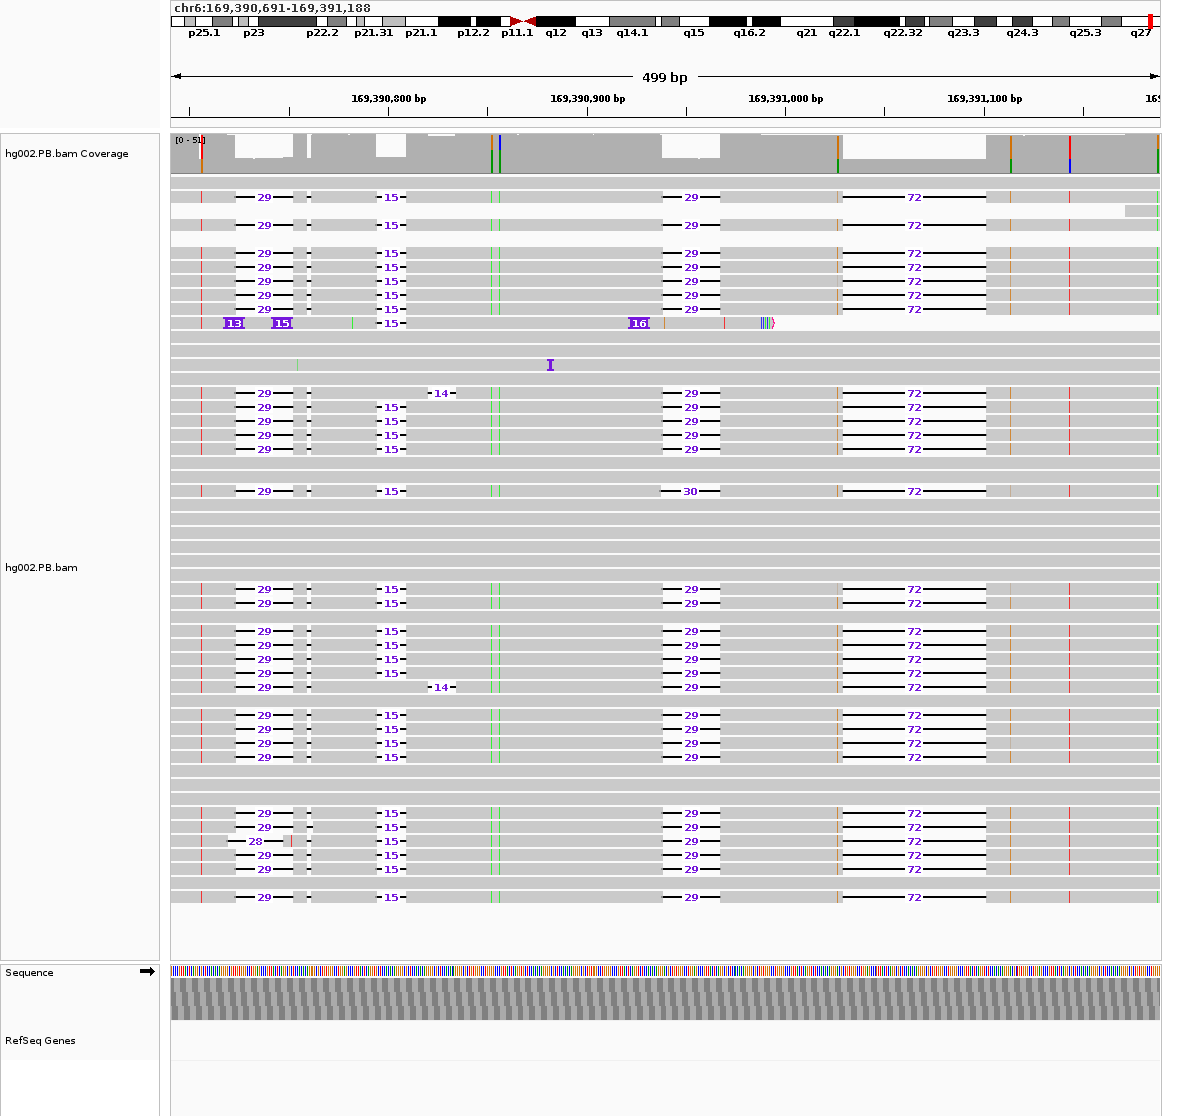 chr6:169,390,691-169,391,188
p25.1 p23 p22.2 p21.31 p21.1 p12.2 p11.1 q12 q13 q14.1 q15 q16.2 q21 q22.1 q22.32 q23.3 q24.3 q25.3 q27
499 bp
169,390,800 bp 169,390,900 bp 169,391,000 bp 169,391,100 bp 169
hg002.PB.bam Coverage
[0 - 51]
29 15 29 72
29 15 29 72
29 15 29 72
29 15 29 72
29 15 29 72
29 15 29 72
29 15 29 72
13 15 15 16
29 14 29 72
29 15 29 72
29 15 29 72
29 15 29 72
29 15 29 72
29 15 30 72
hg002.PB.bam
29 15 29 72
29 15 29 72
29 15 29 72
29 15 29 72
29 15 29 72
29 15 29 72
29 14 29 72
29 15 29 72
29 15 29 72
29 15 29 72
29 15 29 72
29 15 29 72
29 15 29 72
28 15 29 72
29 15 29 72
29 15 29 72
29 15 29 72
Sequence
RefSeq Genes